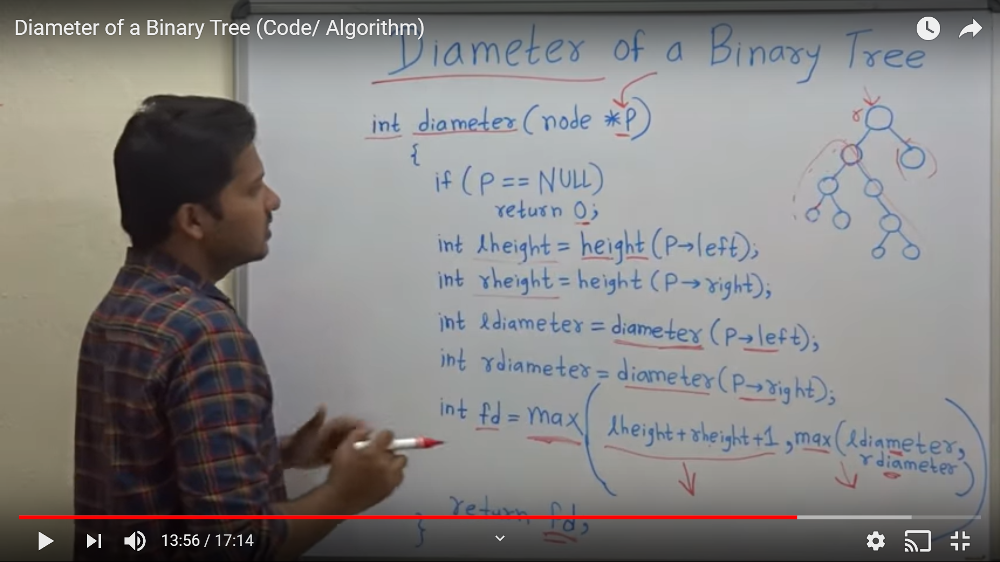 Diameter of a Binary Tree (Code/ Algorithm)
Diameter of a Binary Tree
int diameter (node *P)
{
if ( P == NULL)
return 0;
int lheight = height (P→left);
int rheight = height (P→right);
int ldiameter = diameter (P→left);
int rdiameter = diameter (P→right);
int fd = max ( lheight + rheight +1 , max (ldiameter,
rdiameter)
)
return fd;
}
r
13:56 / 17:14